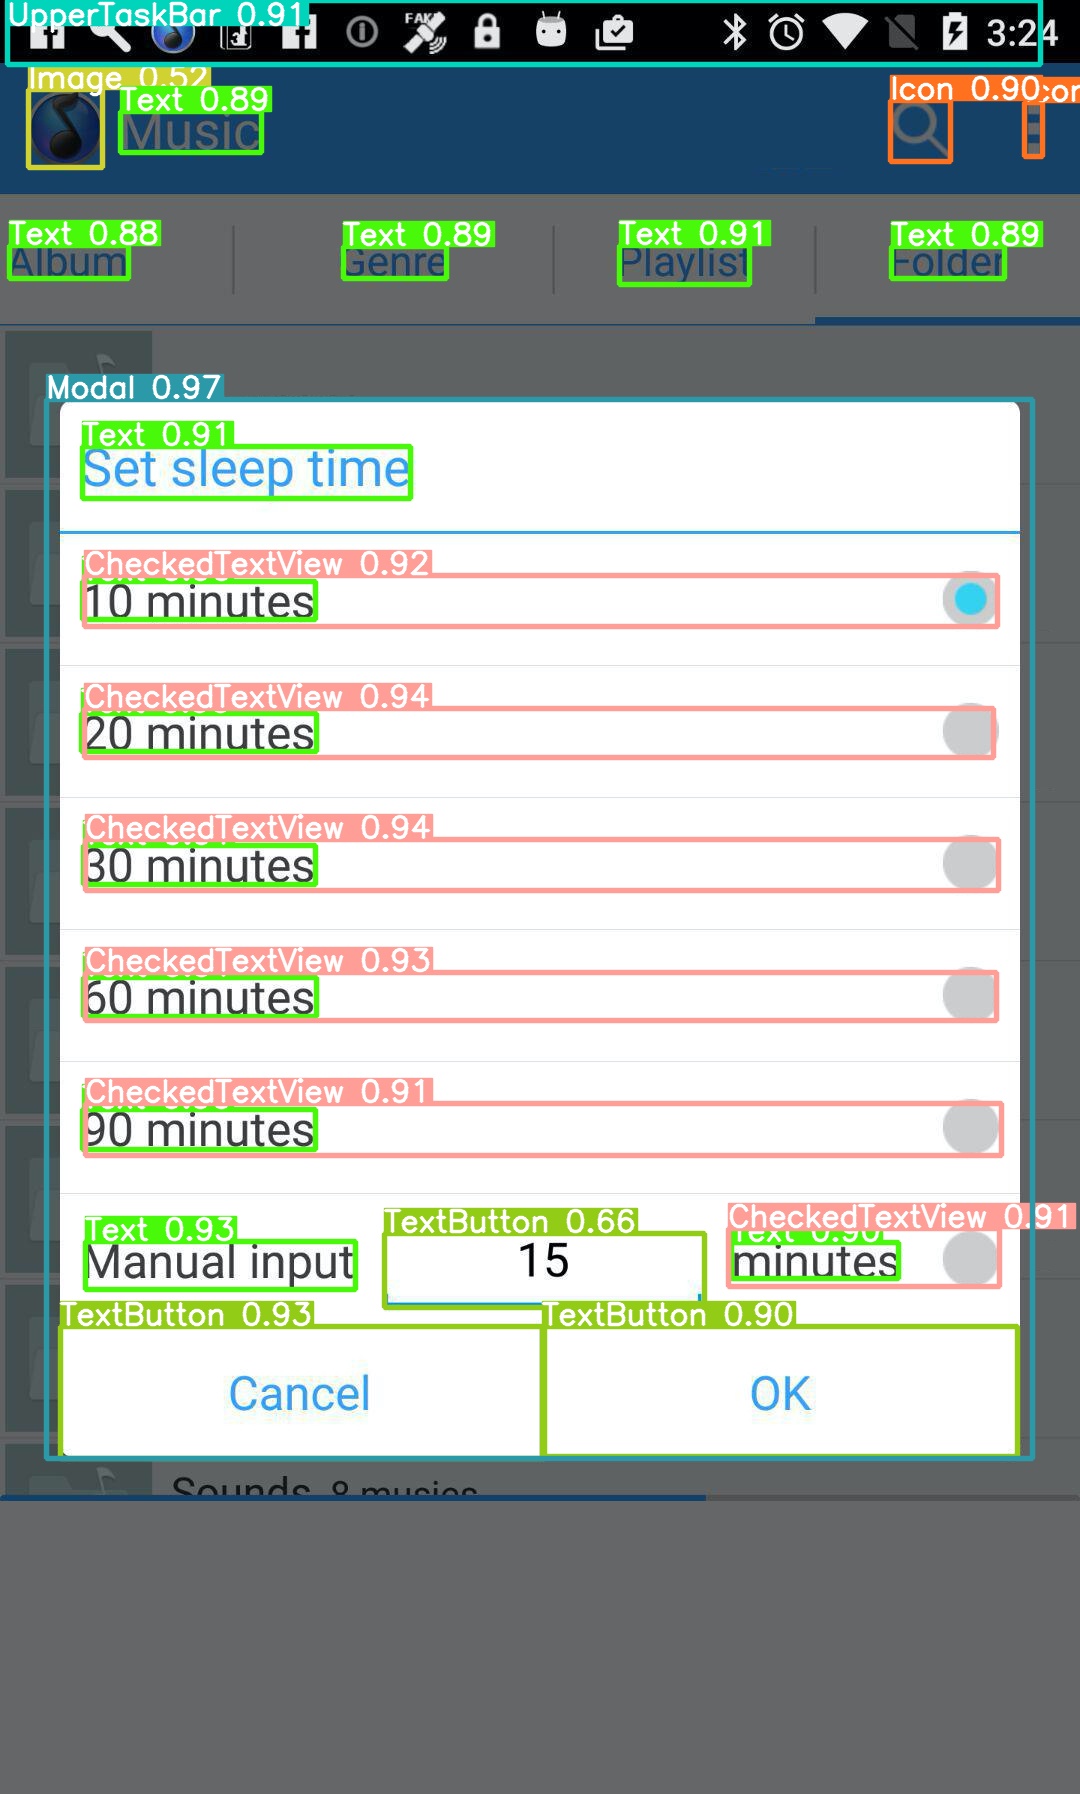 UpperTaskBar 0.91
FAKE
3:24
Image 0.52
Text 0.89
Icon 0.90
Music
Text 0.88
Text 0.89
Text 0.91
Text 0.89
Album
Genre
Playlist
Folder
Modal 0.97
Text 0.91
Set sleep time
CheckedTextView 0.92
10 minutes
CheckedTextView 0.94
20 minutes
CheckedTextView 0.94
30 minutes
CheckedTextView 0.93
60 minutes
CheckedTextView 0.91
90 minutes
Text 0.93
TextButton 0.66
CheckedTextView 0.91
Text 0.90
Manual input
15
minutes
TextButton 0.93
TextButton 0.90
Cancel
OK
Sounds 8 musics